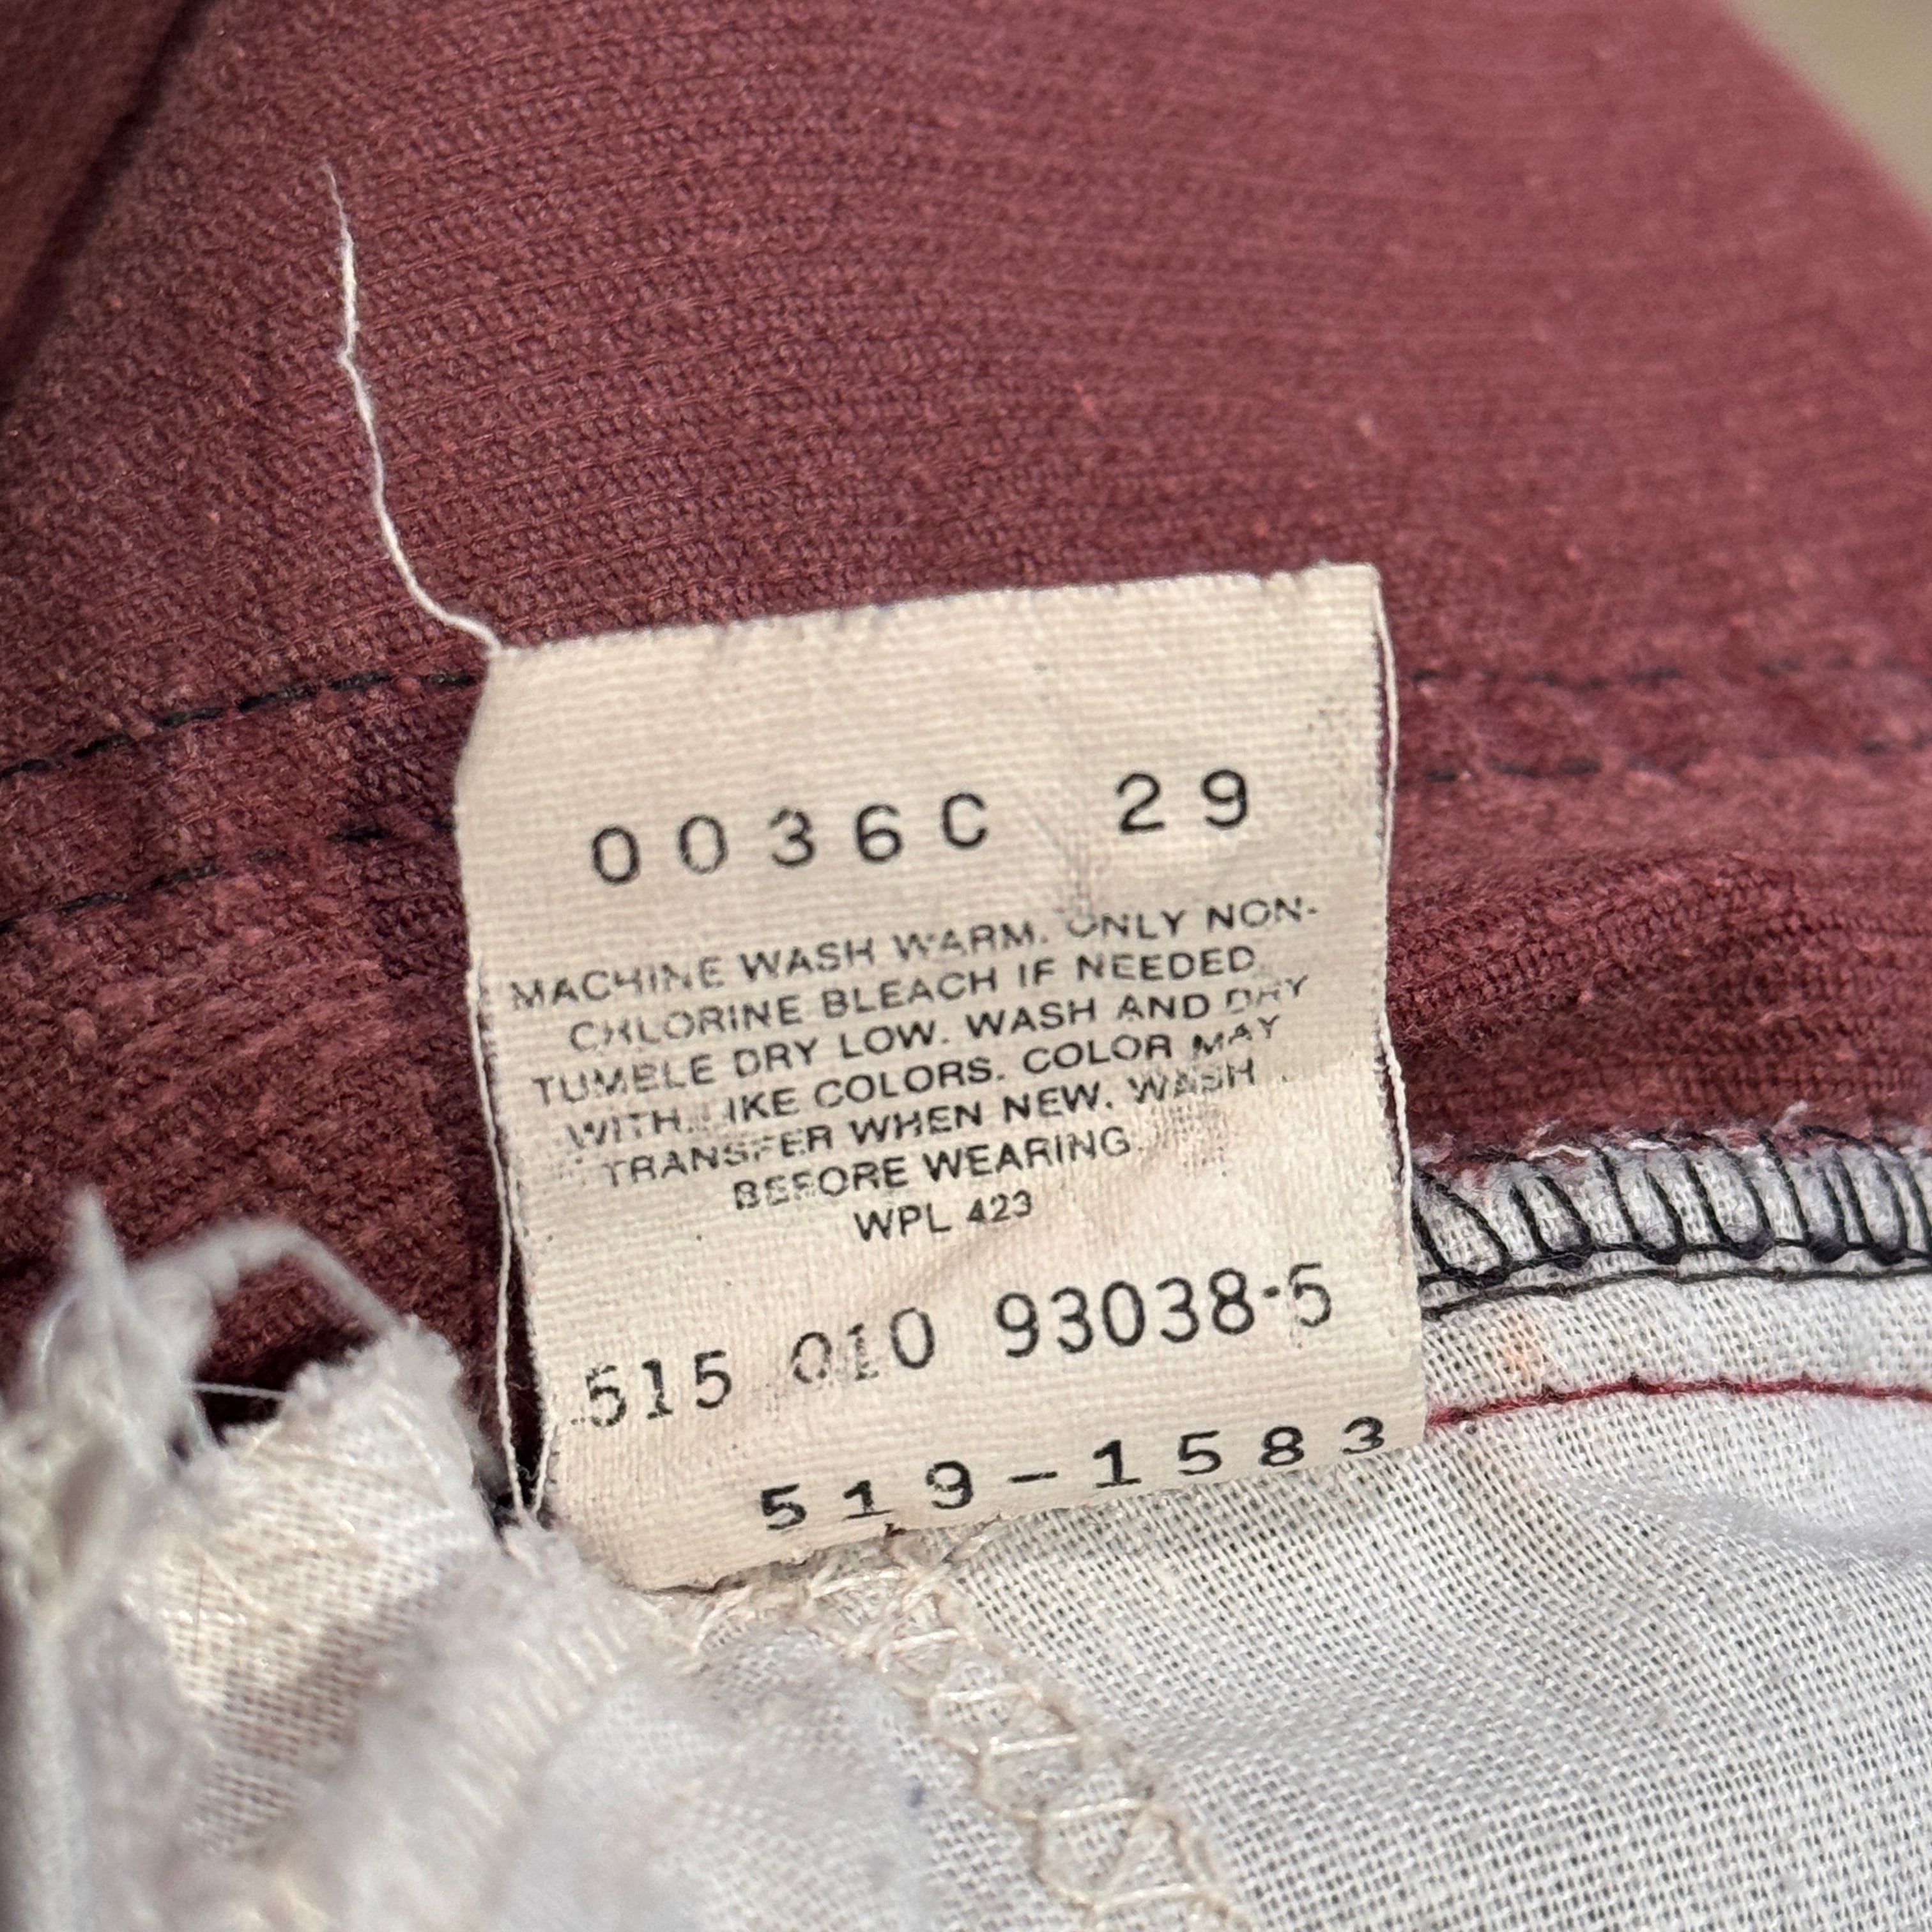 0036C 29
MACHINE WASH WARM. ONLY NON-
CHLORINE BLEACH IF NEEDED.
TUMBLE DRY LOW. WASH AND DRY
WITH LIKE COLORS. COLOR MAY
TRANSFER WHEN NEW. WASH
BEFORE WEARING
WPL 423
515 010 93038-5
519-1583